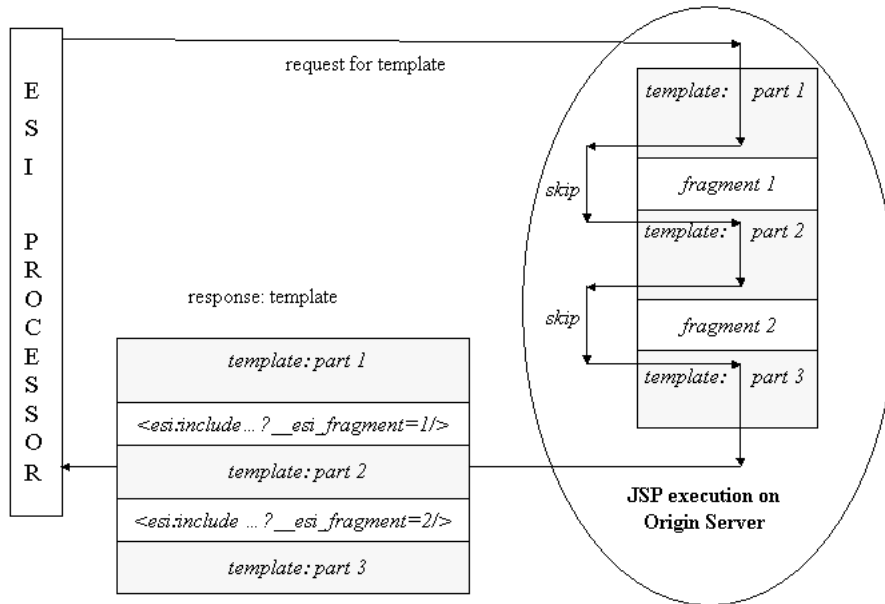 ESI PROCESSOR
request for template
template: part 1
skip
fragment 1
template: part 2
skip
fragment 2
template: part 3
JSP execution on
Origin Server
response: template
template: part 1
<esi:include ... ?__esi_fragment=1/>
template: part 2
<esi:include ... ?__esi_fragment=2/>
template: part 3